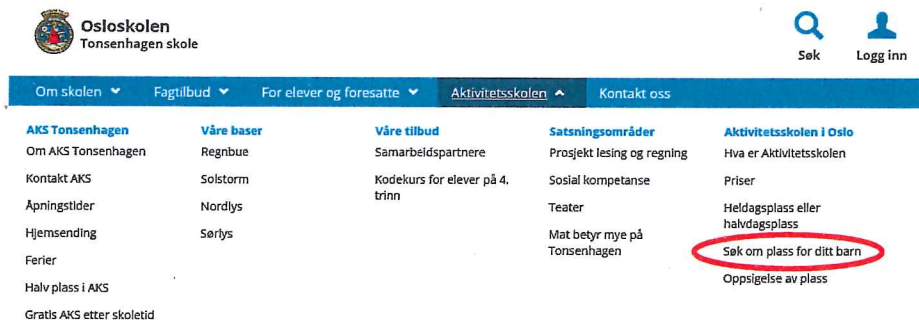 Osloskolen
Tonsenhagen skole
Søk
Logg inn
Om skolen
Fagtilbud
For elever og foresatte
Aktivitetsskolen
Kontakt oss
AKS Tonsenhagen
Om AKS Tonsenhagen
Kontakt AKS
Åpningstider
Hjemsending
Ferier
Halv plass i AKS
Gratis AKS etter skoletid
Våre baser
Regnbue
Solstorm
Nordlys
Sørlys
Våre tilbud
Samarbeidspartnere
Kodekurs for elever på 4.
trinn
Satsningsområder
Prosjekt lesing og regning
Sosial kompetanse
Teater
Mat betyr mye på
Tonsenhagen
Aktivitetsskolen i Oslo
Hva er Aktivitetsskolen
Priser
Heldagsplass eller
halvdagsplass
Søk om plass for ditt barn
Oppsigelse av plass